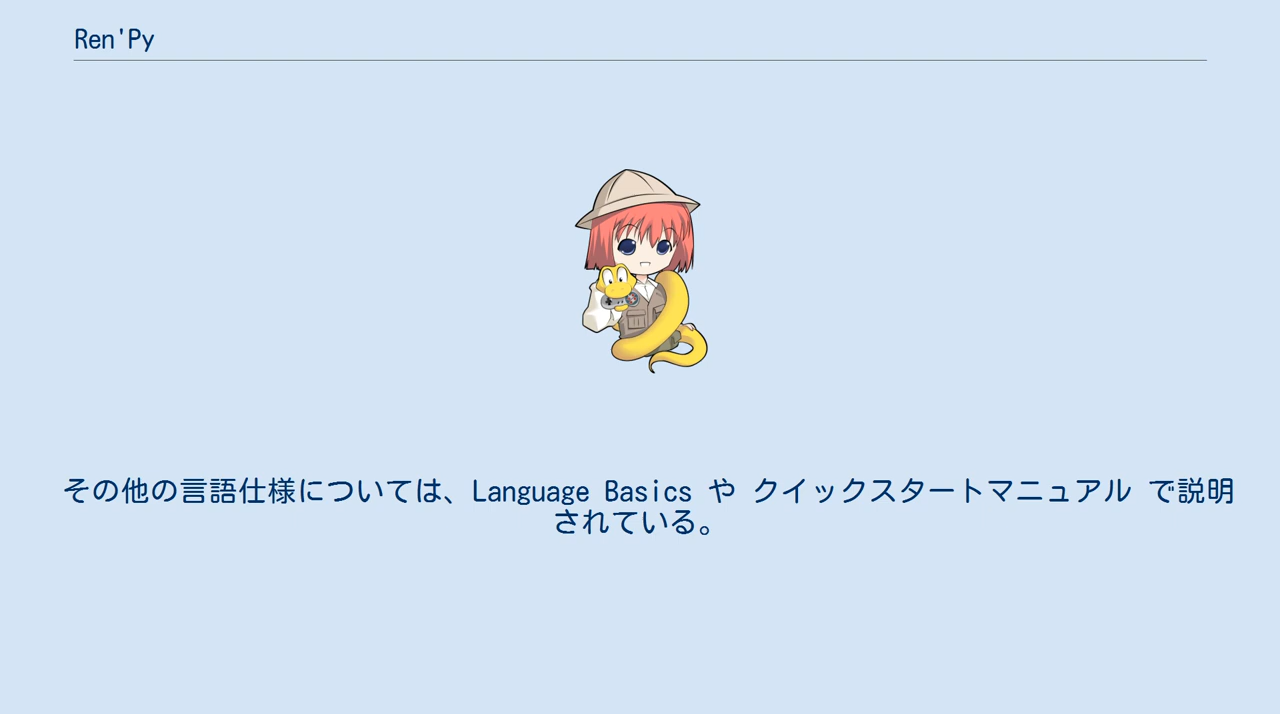 Ren'Py
その他の言語仕様については、Language Basics や クイックスタートマニュアル で説明
されている。